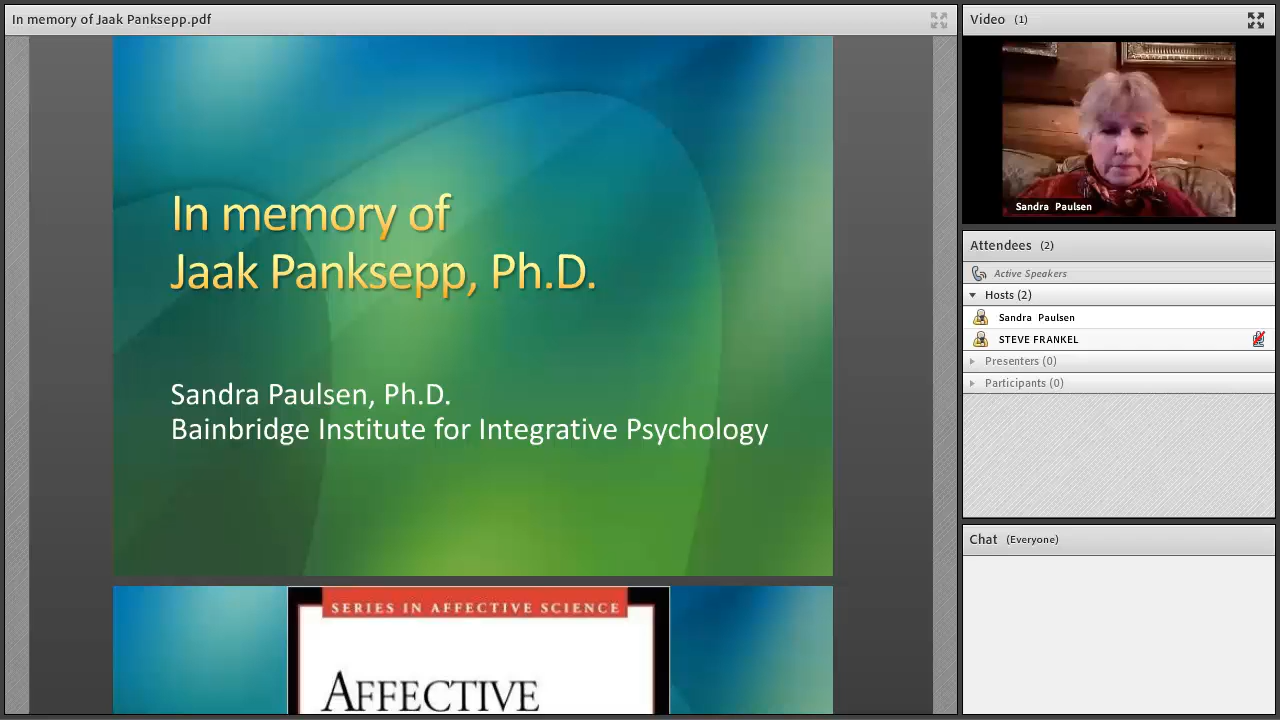 In memory of Jaak Panksepp.pdf
In memory of
Jaak Panksepp, Ph.D.
Sandra Paulsen, Ph.D.
Bainbridge Institute for Integrative Psychology
SERIES IN AFFECTIVE SCIENCE
AFFECTIVE
Video (1)
Sandra Paulsen
Attendees (2)
Active Speakers
Hosts (2)
Sandra Paulsen
STEVE FRANKEL
Presenters (0)
Participants (0)
Chat (Everyone)